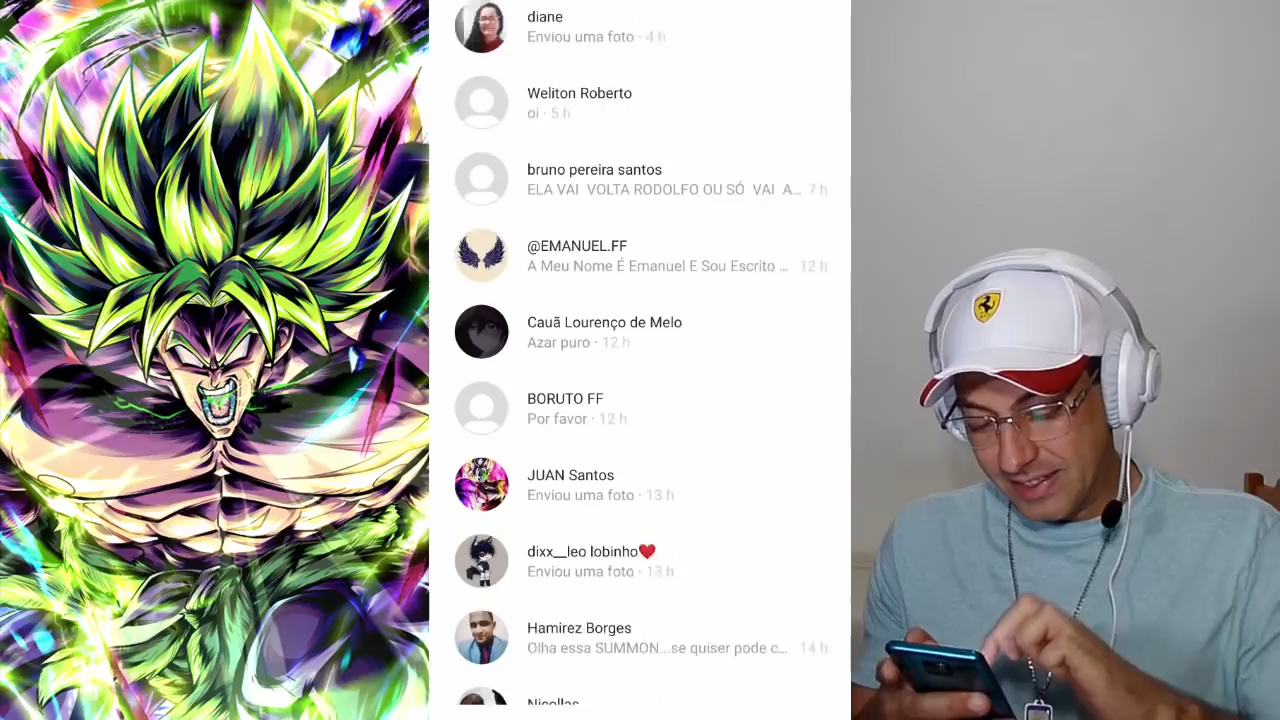 diane
Enviou uma foto · 4 h
Weliton Roberto
oi · 5 h
bruno pereira santos
ELA VAI VOLTA RODOLFO OU SÓ VAI A... 7 h
@EMANUEL.FF
A Meu Nome É Emanuel E Sou Escrito ... 12 h
Cauã Lourenço de Melo
Azar puro · 12 h
BORUTO FF
Por favor · 12 h
JUAN Santos
Enviou uma foto · 13 h
dixx__leo lobinho❤️
Enviou uma foto · 13 h
Hamirez Borges
Olha essa SUMMON...se quiser pode c... 14 h
Nicollas